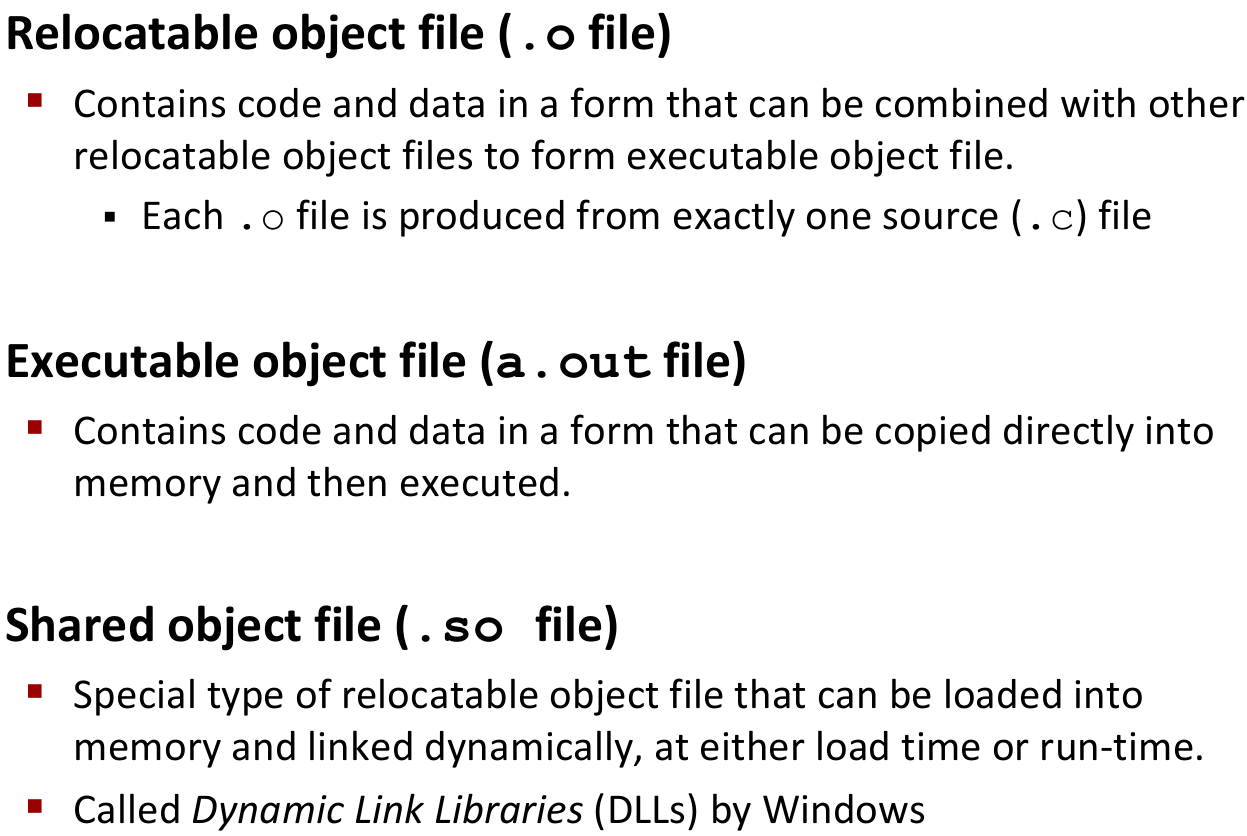 Relocatable object file (.o file)
▪ Contains code and data in a form that can be combined with other
relocatable object files to form executable object file.
▪ Each .o file is produced from exactly one source (.c) file
Executable object file (a.out file)
▪ Contains code and data in a form that can be copied directly into
memory and then executed.
Shared object file (.so file)
▪ Special type of relocatable object file that can be loaded into
memory and linked dynamically, at either load time or run-time.
▪ Called Dynamic Link Libraries (DLLs) by Windows